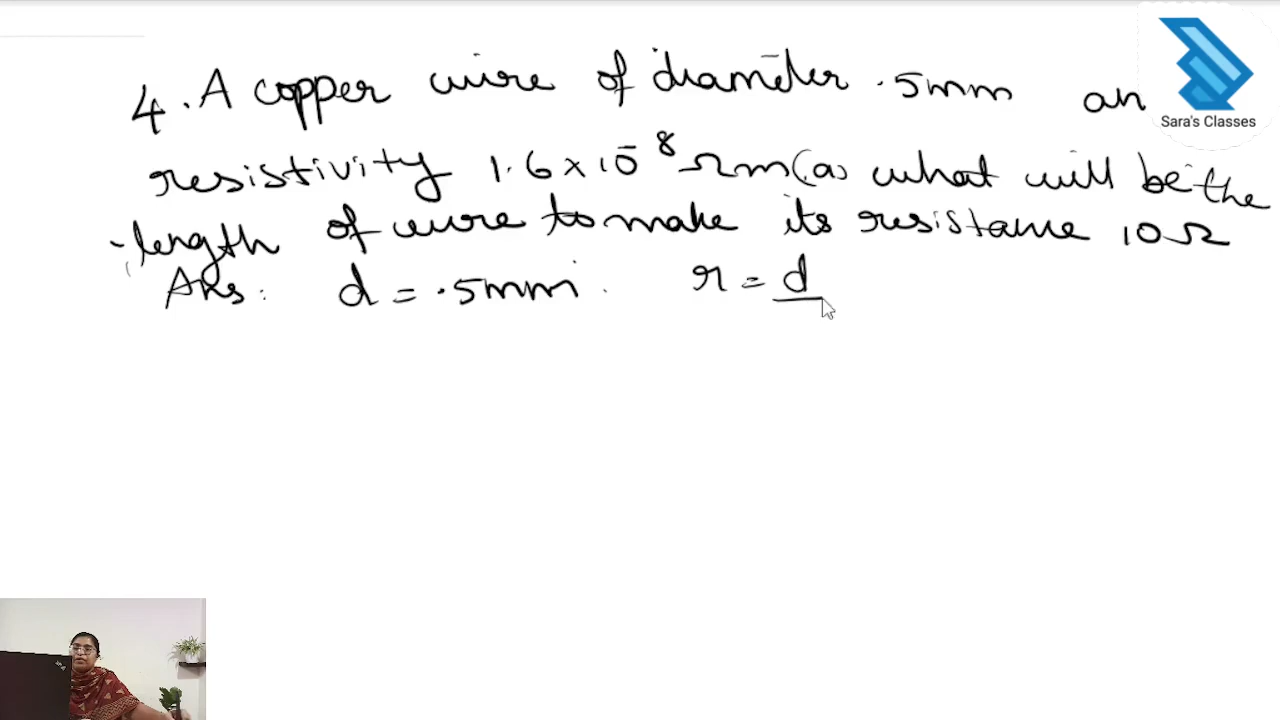 4. A copper wire of diameter .5mm an
resistivity 1.6 × 10⁻⁸ Ωm (a) what will be the
length of wire to make its resistance 10Ω
Ans: d = .5mm. r = d
Sara's Classes